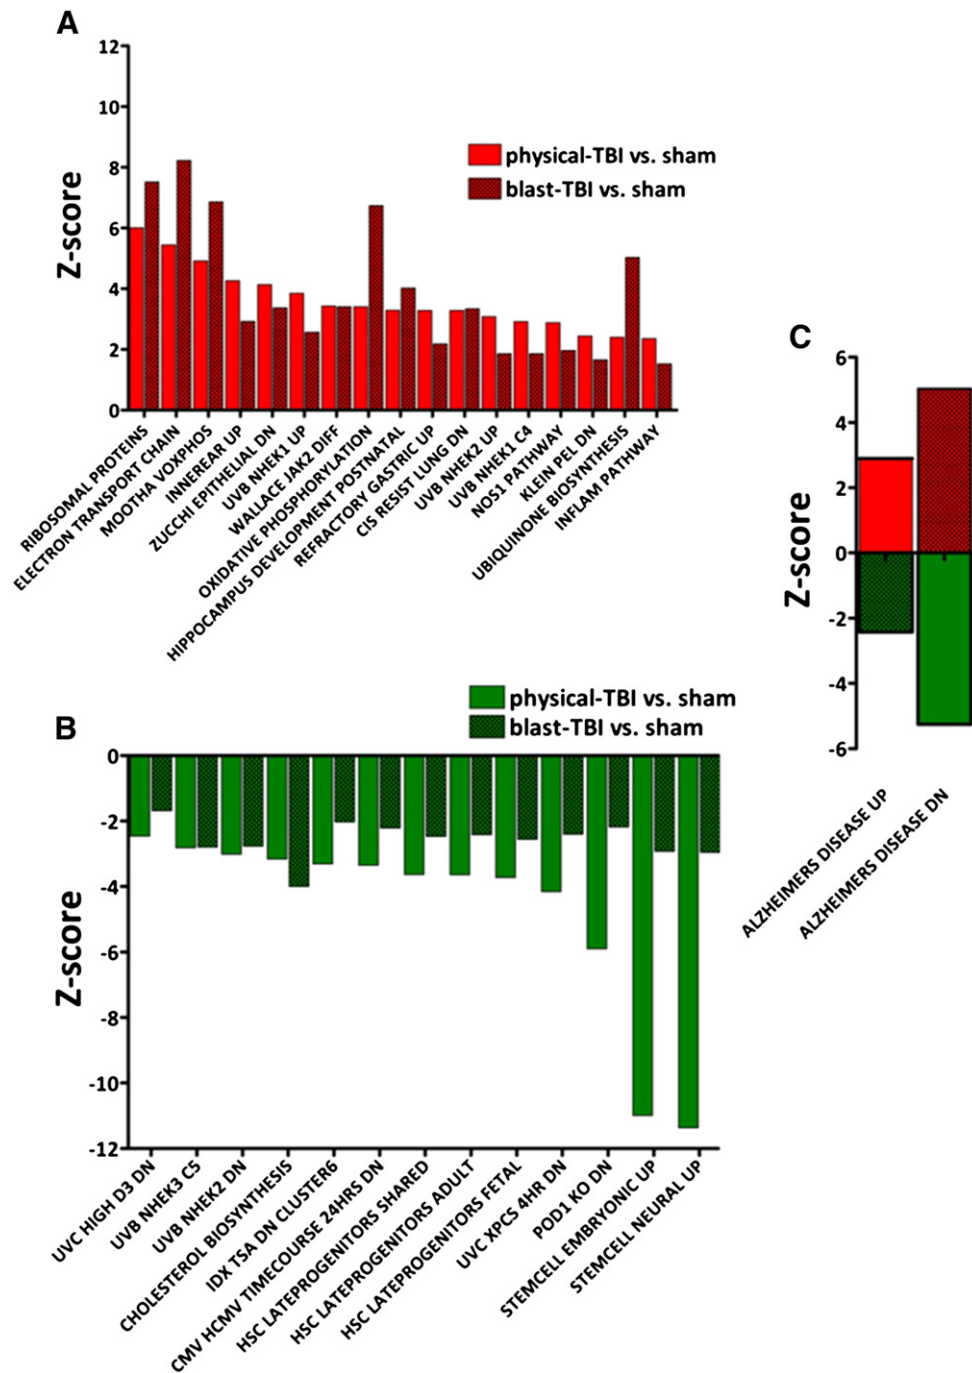 A
12
10
8
6
4
2
0
Z-score
physical-TBI vs. sham
blast-TBI vs. sham
RIBOSOMAL PROTEINS
ELECTRON TRANSPORT CHAIN
MOOTHA VOXPHOS
INNEREAR UP
ZUCCHI EPITHELIAL DN
UVB NHEK1 UP
WALLACE JAK2 DIFF
OXIDATIVE PHOSPHORYLATION
HIPPOCAMPUS DEVELOPMENT POSTNATAL
REFRACTORY GASTRIC UP
CIS RESIST LUNG DN
UVB NHEK2 UP
UVB NHEK1 C4
NOS1 PATHWAY
KLEIN PEL DN
UBIQUINONE BIOSYNTHESIS
INFLAM PATHWAY
C
6
4
2
0
-2
-4
-6
Z-score
ALZHEIMERS DISEASE UP
ALZHEIMERS DISEASE DN
B
physical-TBI vs. sham
blast-TBI vs. sham
0
-2
-4
-6
-8
-10
-12
Z-score
UVC HIGH D3 DN
UVB NHEK3 C5
UVB NHEK2 DN
CHOLESTEROL BIOSYNTHESIS
IDX TSA DN CLUSTER6
CMV HCMV TIMECOURSE 24HRS DN
HSC LATEPROGENITORS SHARED
HSC LATEPROGENITORS ADULT
HSC LATEPROGENITORS FETAL
UVC XPCS 4HR DN
POD1 KO DN
STEMCELL EMBRYONIC UP
STEMCELL NEURAL UP